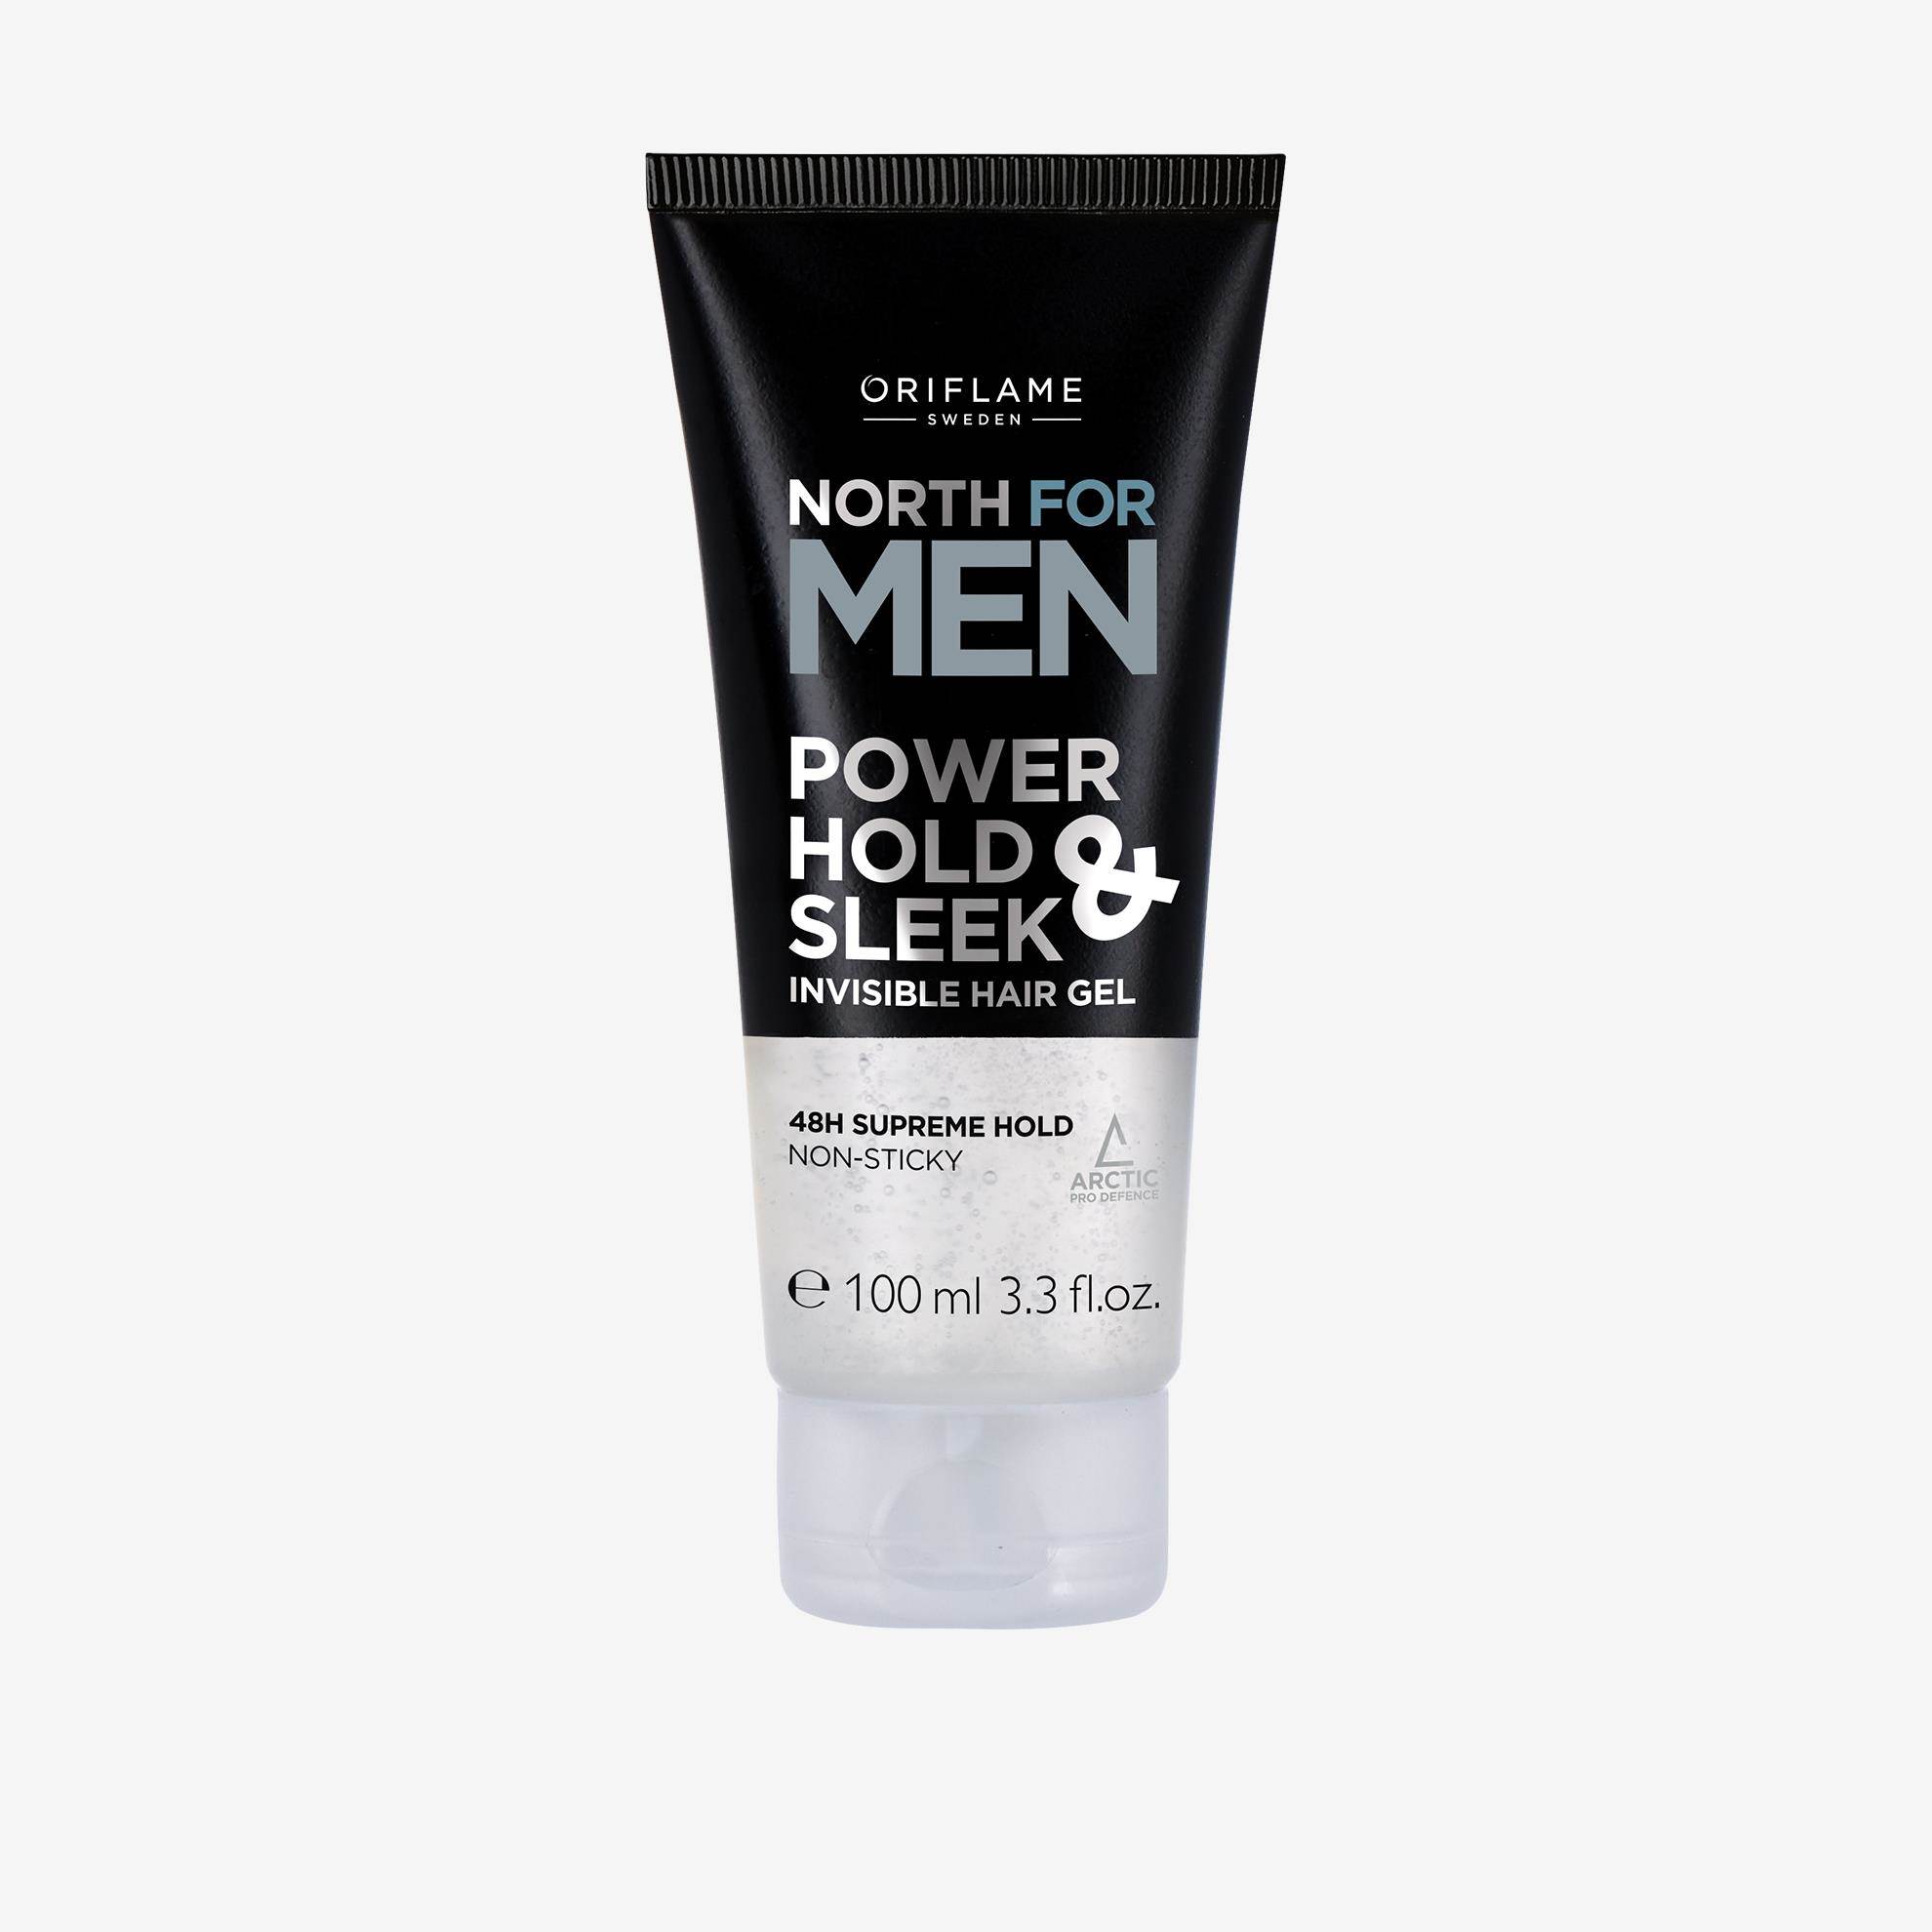 ORIFLAME
SWEDEN
NORTH FOR
MEN
POWER
HOLD &
SLEEK
INVISIBLE HAIR GEL
48H SUPREME HOLD
NON-STICKY
ARCTIC
PRO DEFENCE
℮ 100 ml 3.3 fl.oz.